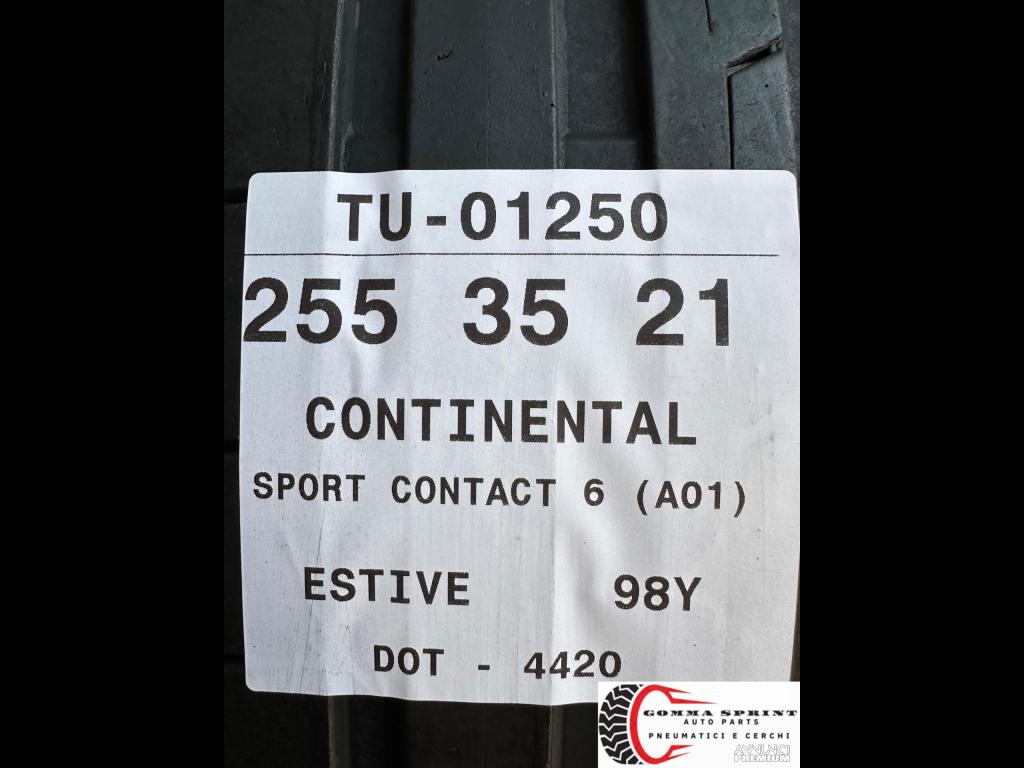 TU-01250
255 35 21
CONTINENTAL
SPORT CONTACT 6 (A01)
ESTIVE 98Y
DOT - 4420
GOMMA SPRINT
AUTO PARTS
PNEUMATICI E CERCHI
ANNUNCI
PREMIUM